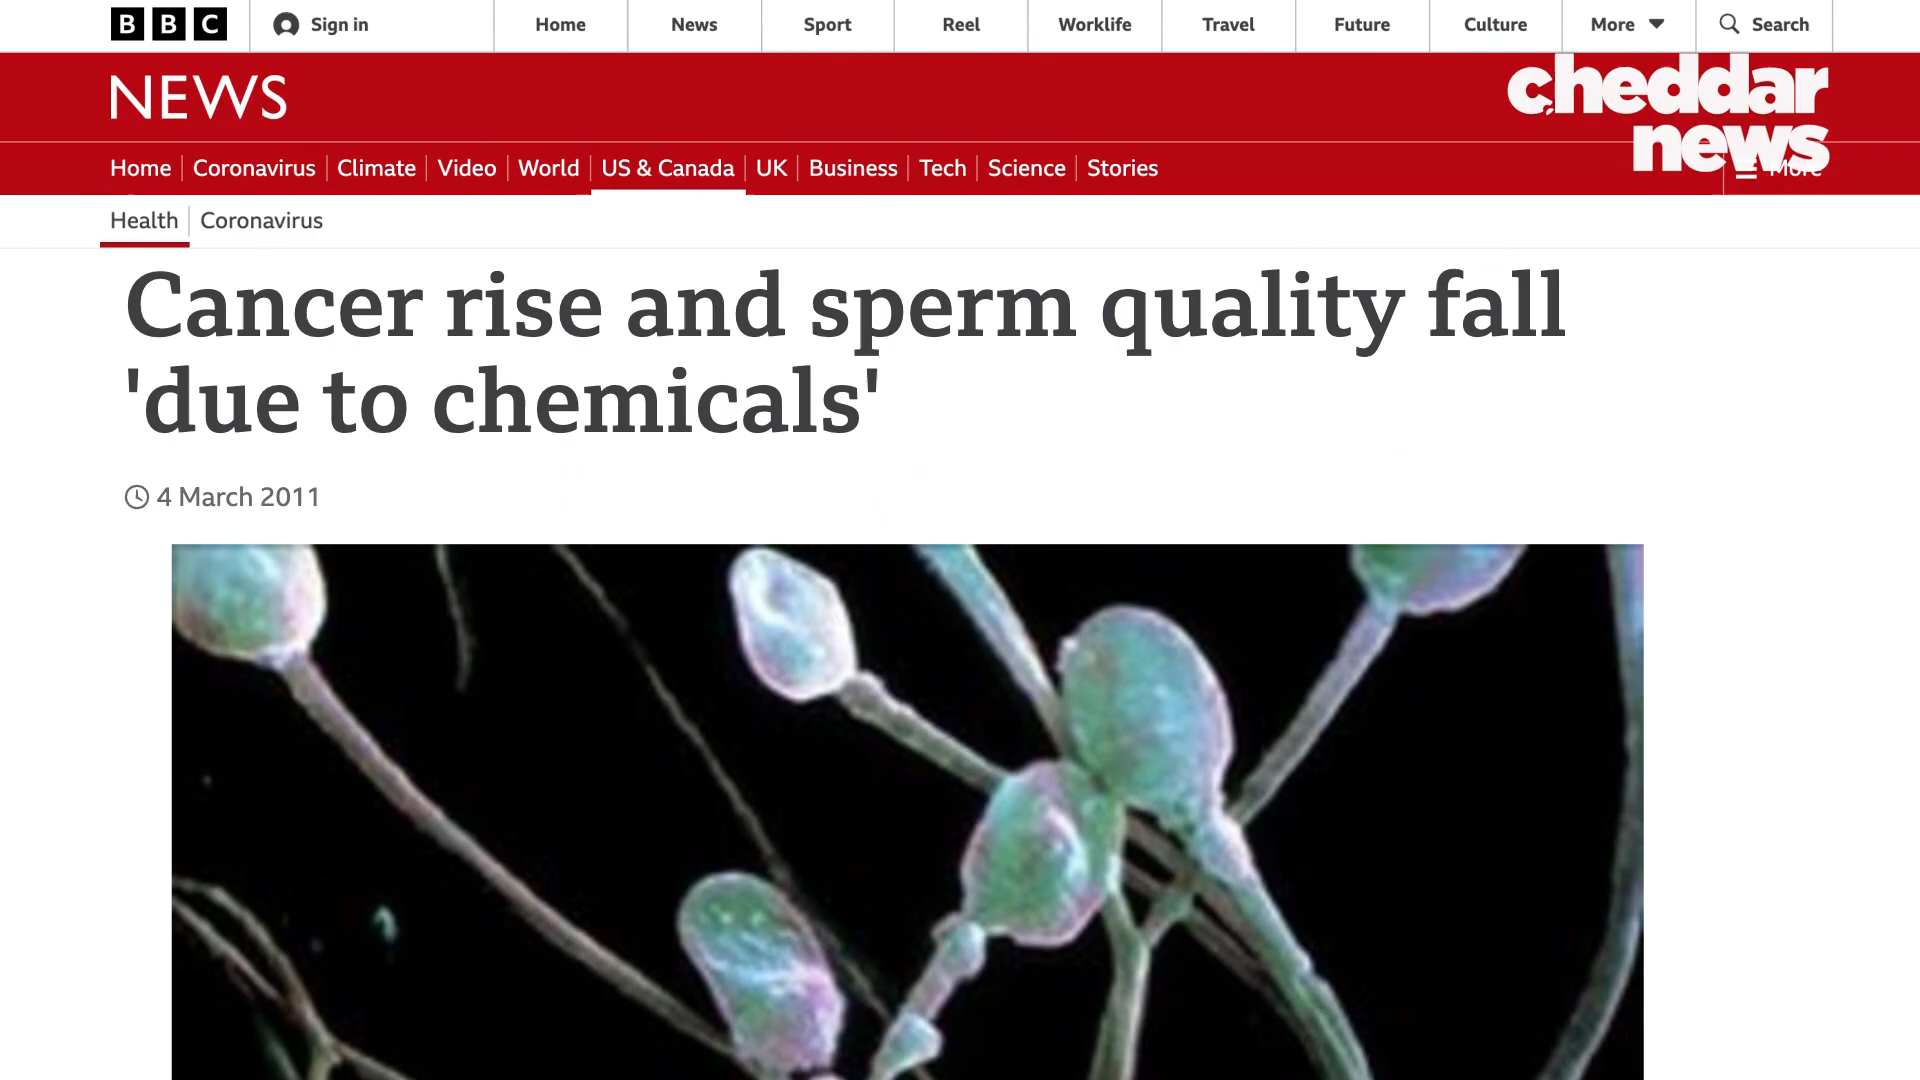 BBC Sign in Home News Sport Reel Worklife Travel Future Culture More Search
NEWS
cheddar
news
Home Coronavirus Climate Video World US & Canada UK Business Tech Science Stories More
Health Coronavirus
Cancer rise and sperm quality fall
'due to chemicals'
4 March 2011